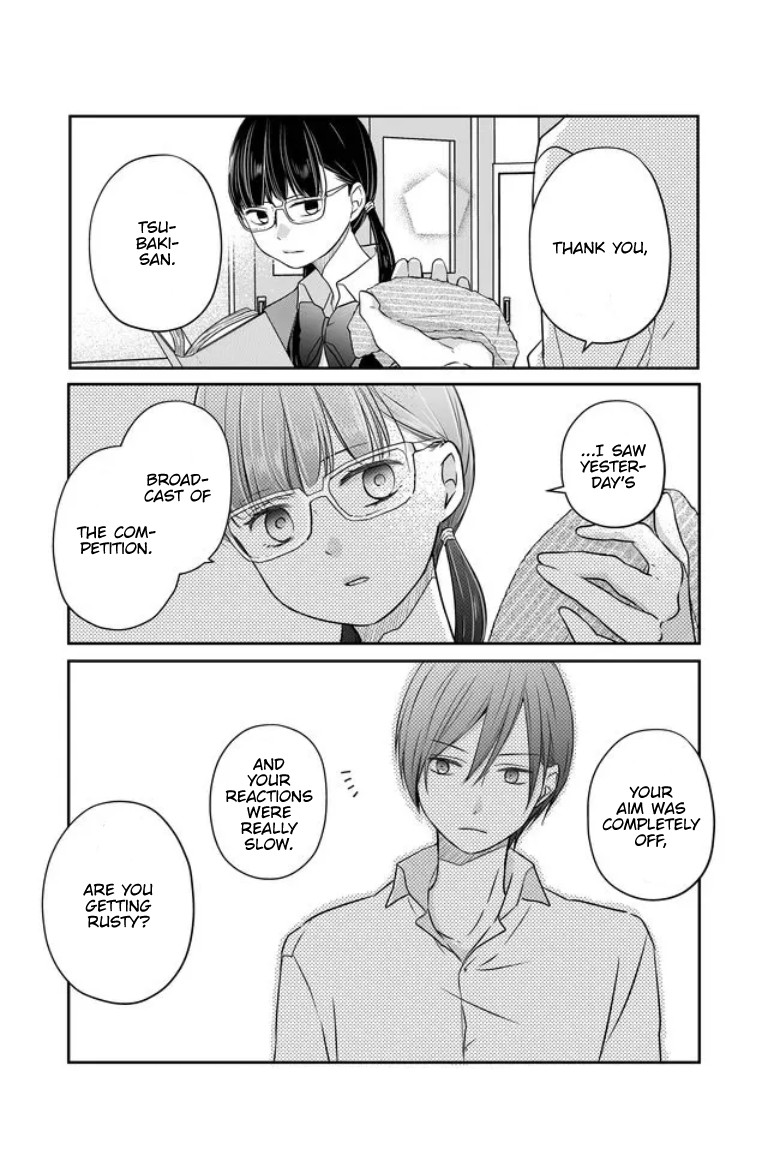 THANK YOU,
TSU-
BAKI-
SAN.
...I SAW
YESTER-
DAY'S
BROAD-
CAST OF
THE COM-
PETITION.
YOUR
AIM WAS
COMPLETELY
OFF,
AND
YOUR
REACTIONS
WERE
REALLY
SLOW.
ARE YOU
GETTING
RUSTY?